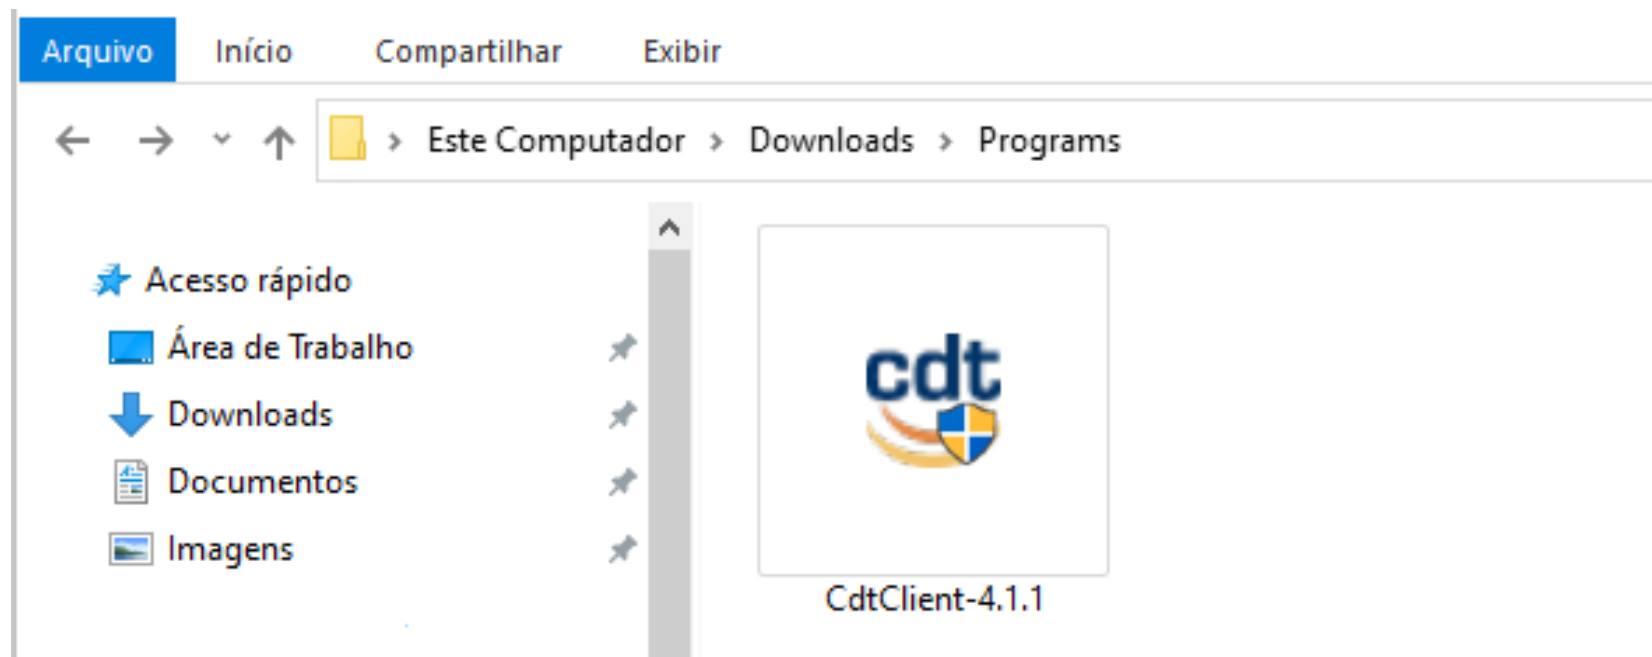 Arquivo Início Compartilhar Exibir
Este Computador Downloads Programs
Acesso rápido
Área de Trabalho
Downloads
Documentos
Imagens
cdt
CdtClient-4.1.1